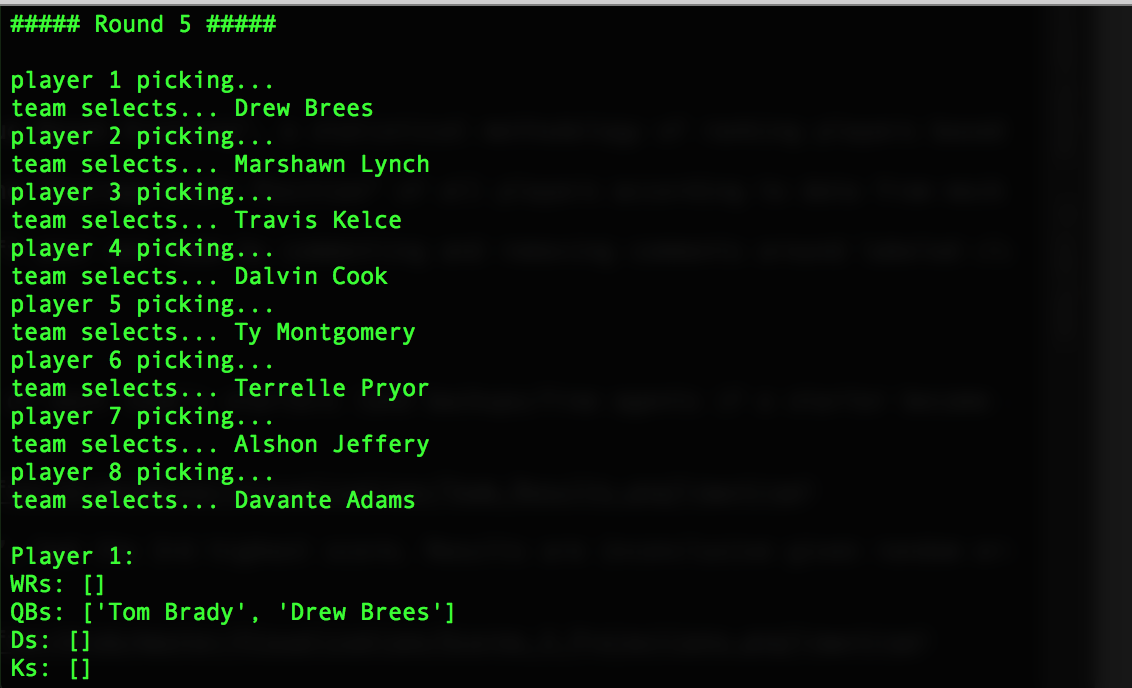 ##### Round 5 #####
player 1 picking...
team selects... Drew Brees
player 2 picking...
team selects... Marshawn Lynch
player 3 picking...
team selects... Travis Kelce
player 4 picking...
team selects... Dalvin Cook
player 5 picking...
team selects... Ty Montgomery
player 6 picking...
team selects... Terrelle Pryor
player 7 picking...
team selects... Alshon Jeffery
player 8 picking...
team selects... Davante Adams
Player 1:
WRs: []
QBs: ['Tom Brady', 'Drew Brees']
Ds: []
Ks: []